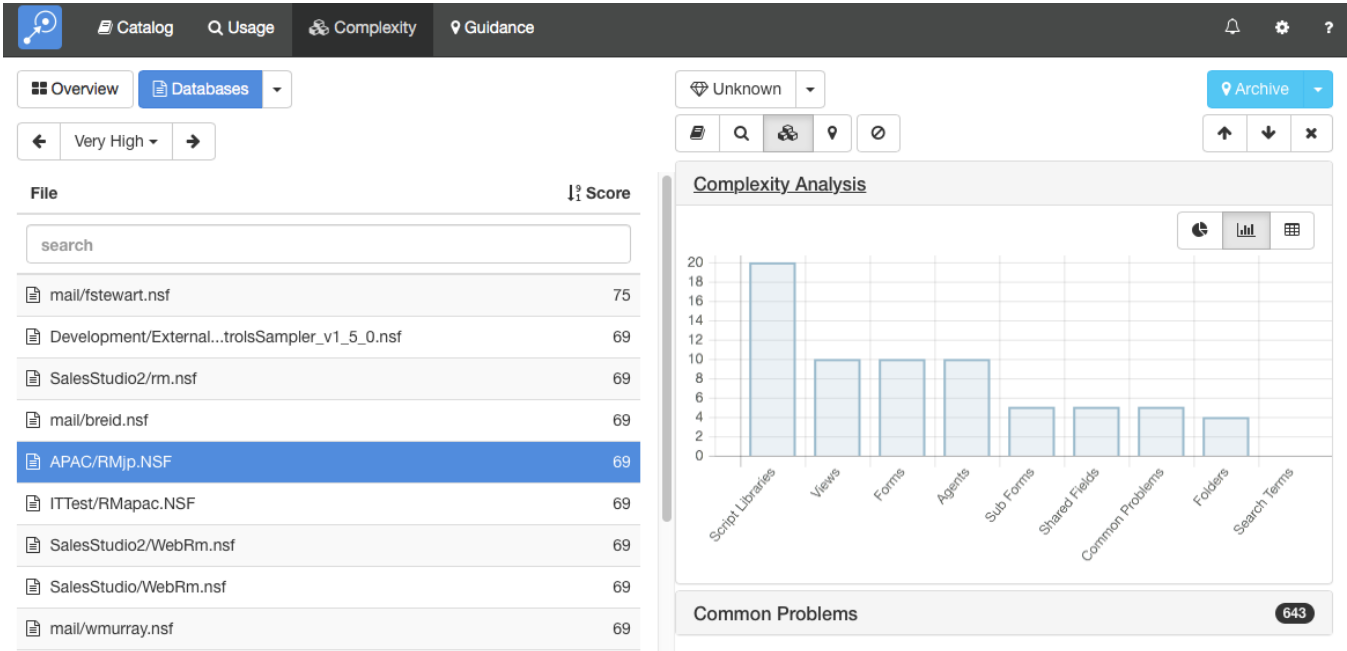 Catalog Usage Complexity Guidance ?
Overview Databases
Very High
File Score
search
mail/fstewart.nsf 75
Development/External...trolsSampler_v1_5_0.nsf 69
SalesStudio2/rm.nsf 69
mail/breid.nsf 69
APAC/RMjp.NSF 69
ITTest/RMapac.NSF 69
SalesStudio2/WebRm.nsf 69
SalesStudio/WebRm.nsf 69
mail/wmurray.nsf 69
Unknown Archive
Complexity Analysis
20
18
16
14
12
10
8
6
4
2
0
Script Libraries
Views
Forms
Agents
Sub Forms
Shared Fields
Common Problems
Folders
Search Terms
Common Problems 643